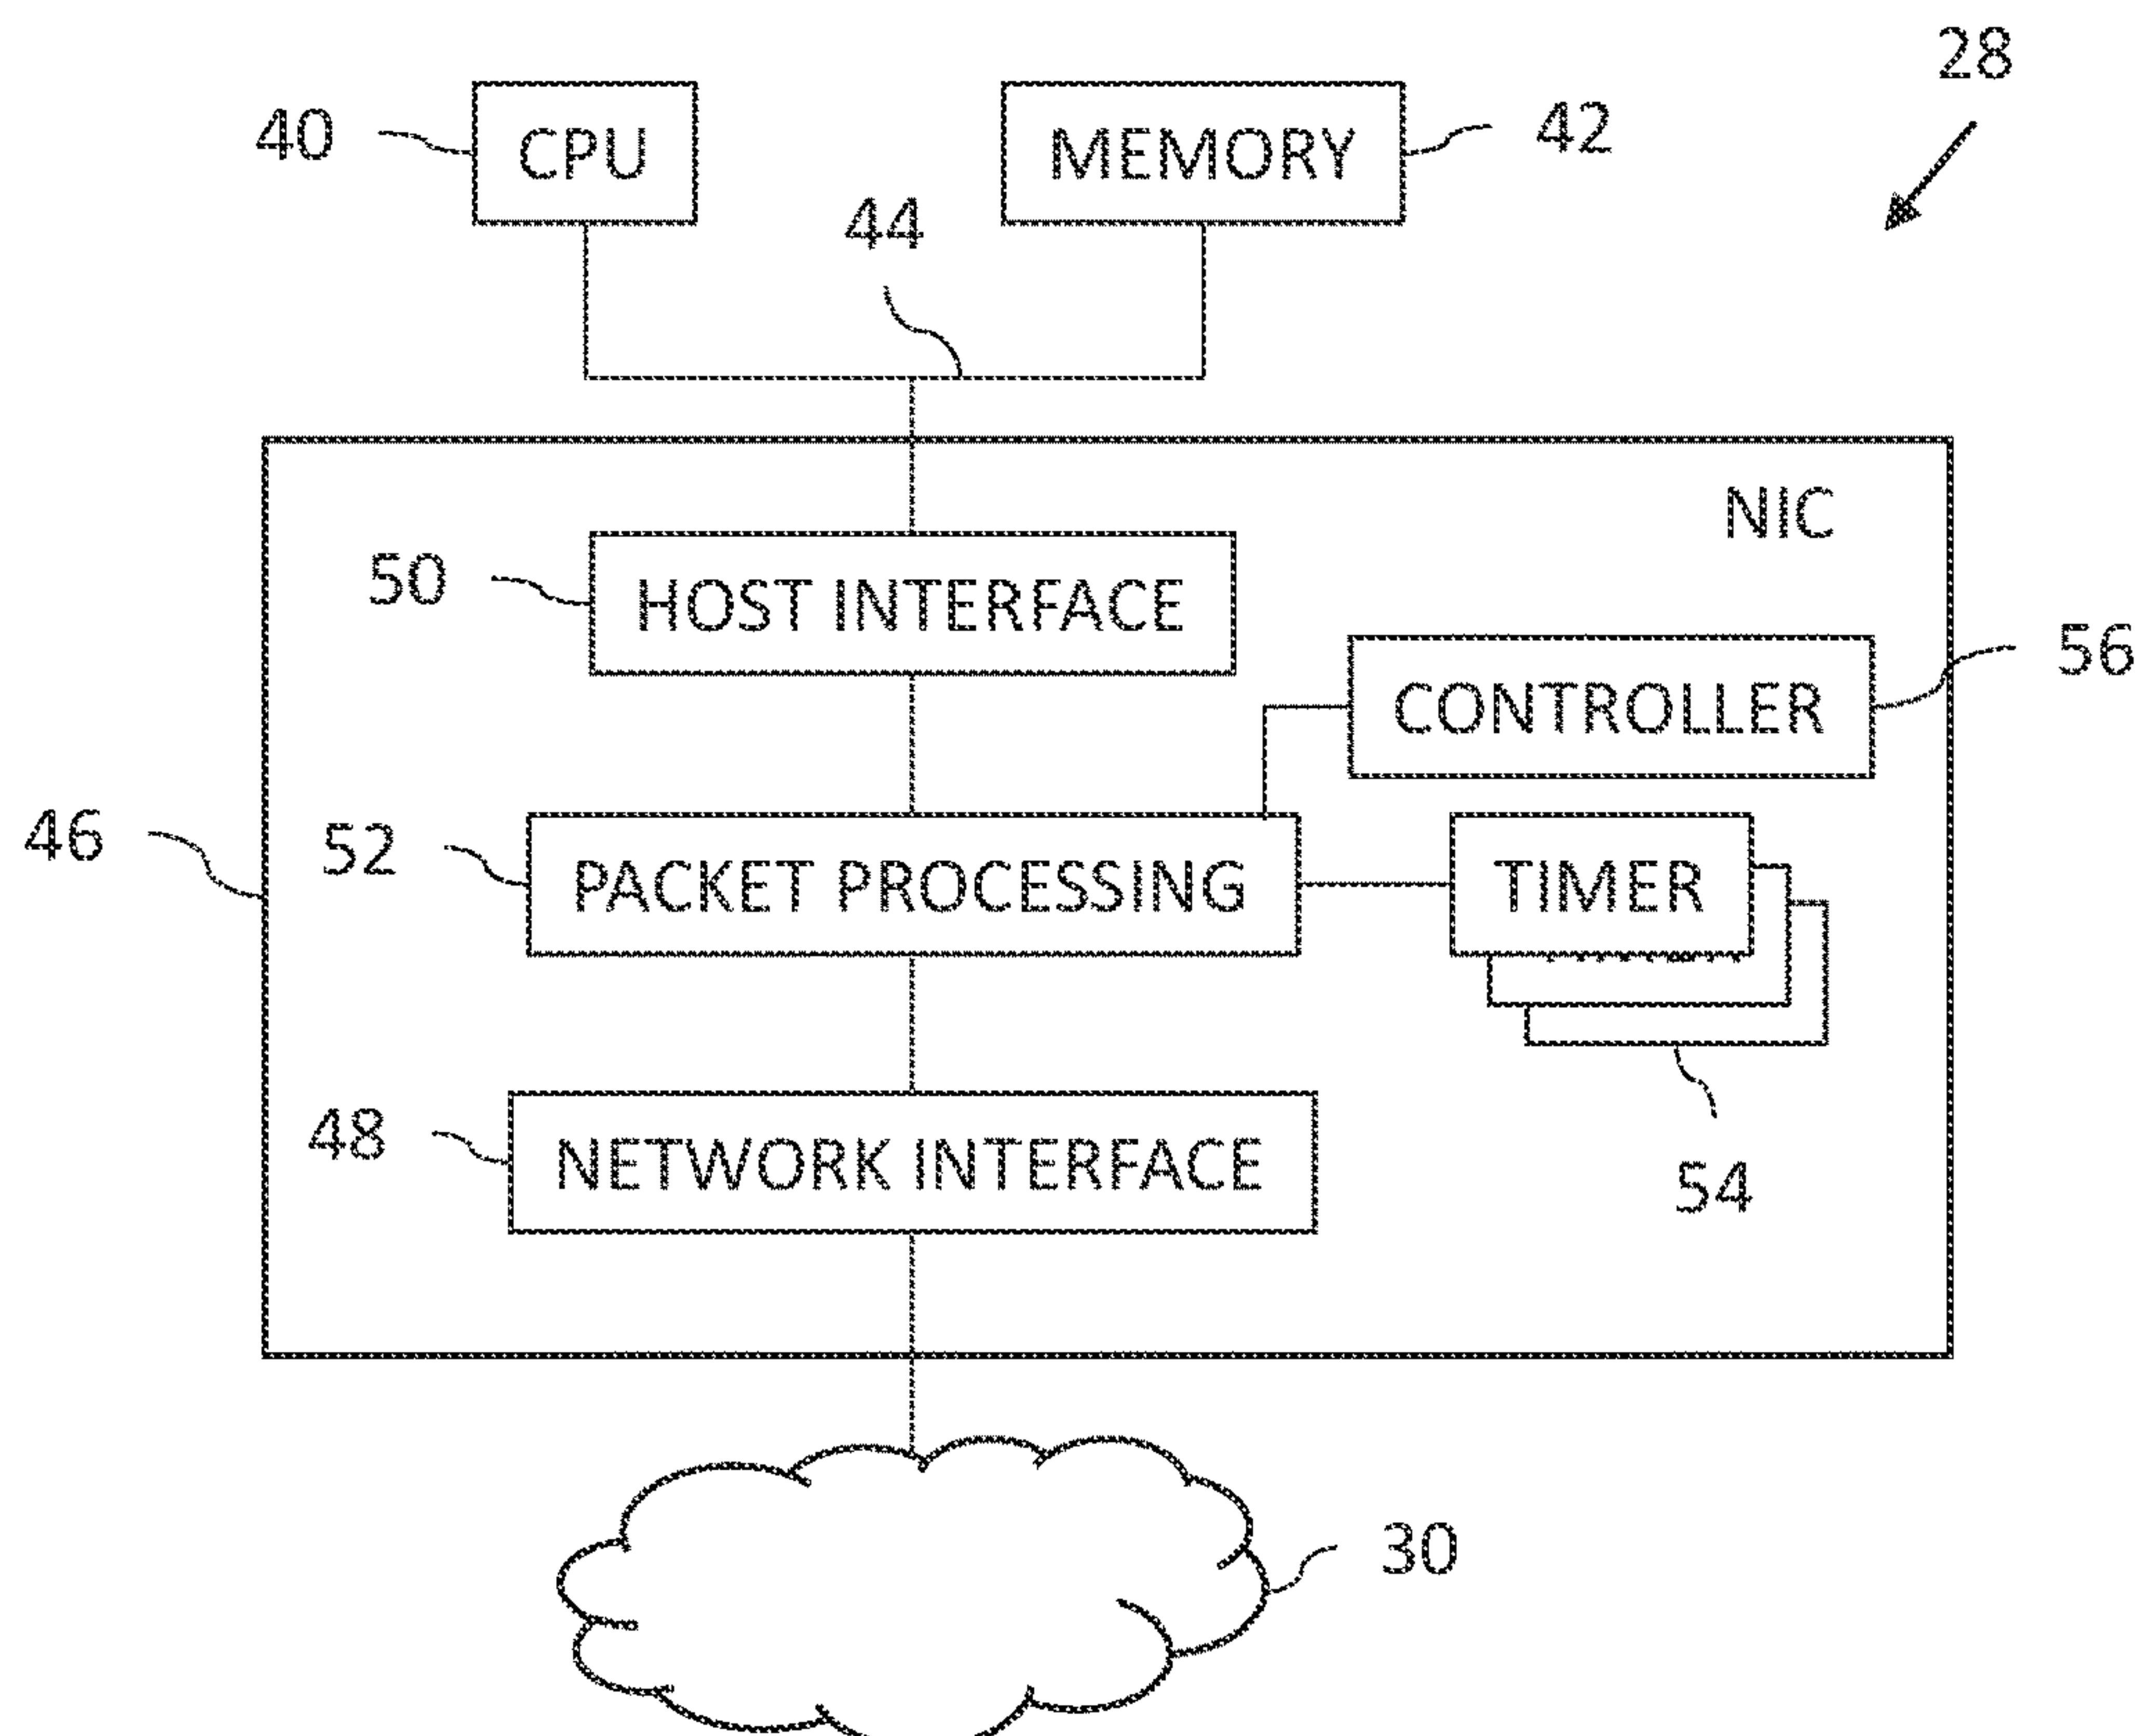 28
40
CPU
MEMORY
42
44
NIC
50
HOST INTERFACE
56
CONTROLLER
46
52
PACKET PROCESSING
TIMER
48
NETWORK INTERFACE
54
30